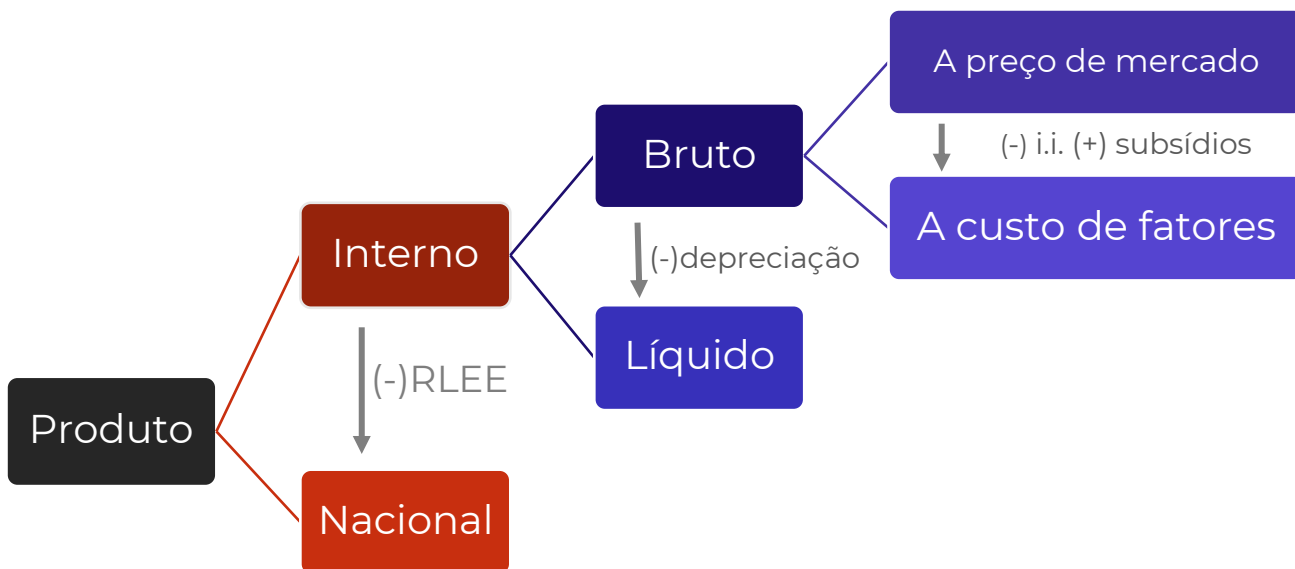 A preço de mercado
(-) i.i. (+) subsídios
Bruto
A custo de fatores
Interno
(-)depreciação
Líquido
(-)RLEE
Produto
Nacional